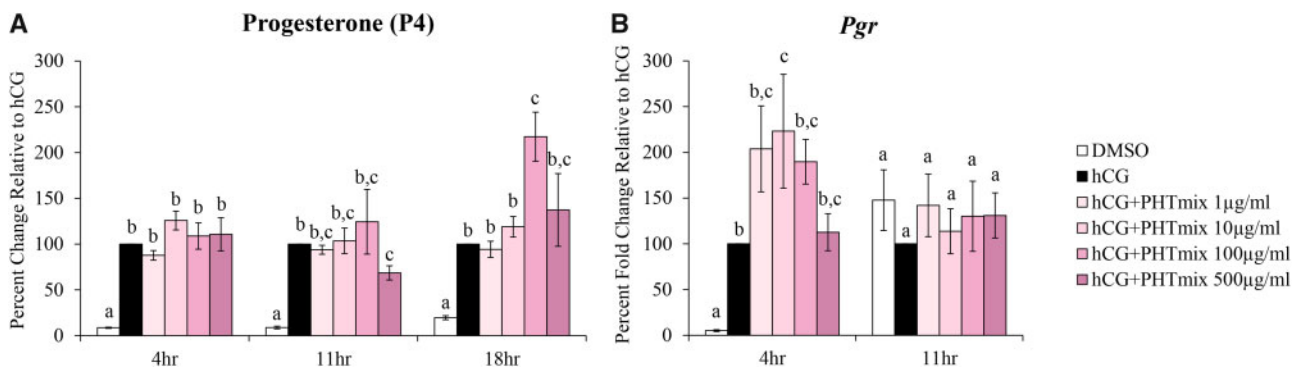 A
Progesterone (P4)
Percent Change Relative to hCG
300
250
200
150
100
50
0
a
b
b
b
b
b
a
b
b,c
b,c
b,c
c
a
b
b
b
c
b,c
4hr
11hr
18hr
B
Pgr
Percent Fold Change Relative to hCG
300
250
200
150
100
50
0
a
b
b,c
c
b,c
b,c
a
a
a
a
a
a
4hr
11hr
DMSO
hCG
hCG+PHTmix 1µg/ml
hCG+PHTmix 10µg/ml
hCG+PHTmix 100µg/ml
hCG+PHTmix 500µg/ml